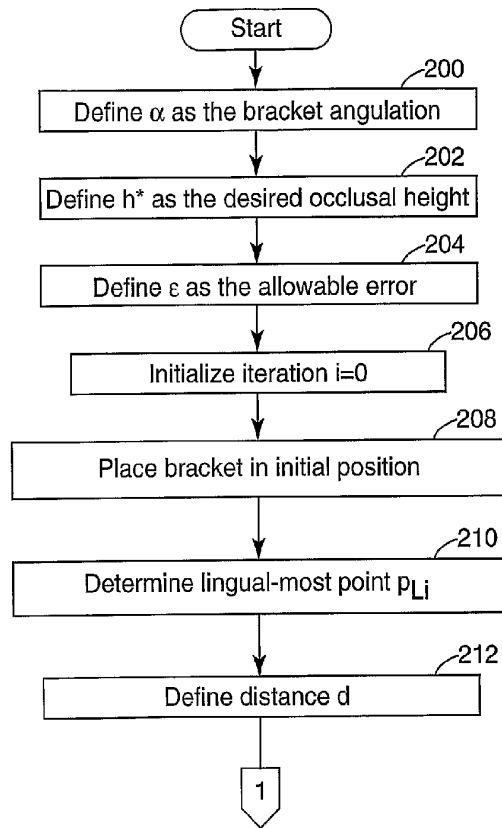 Start
200
Define α as the bracket angulation
202
Define h* as the desired occlusal height
204
Define ε as the allowable error
206
Initialize iteration i=0
208
Place bracket in initial position
210
Determine lingual-most point pLi
212
Define distance d
1